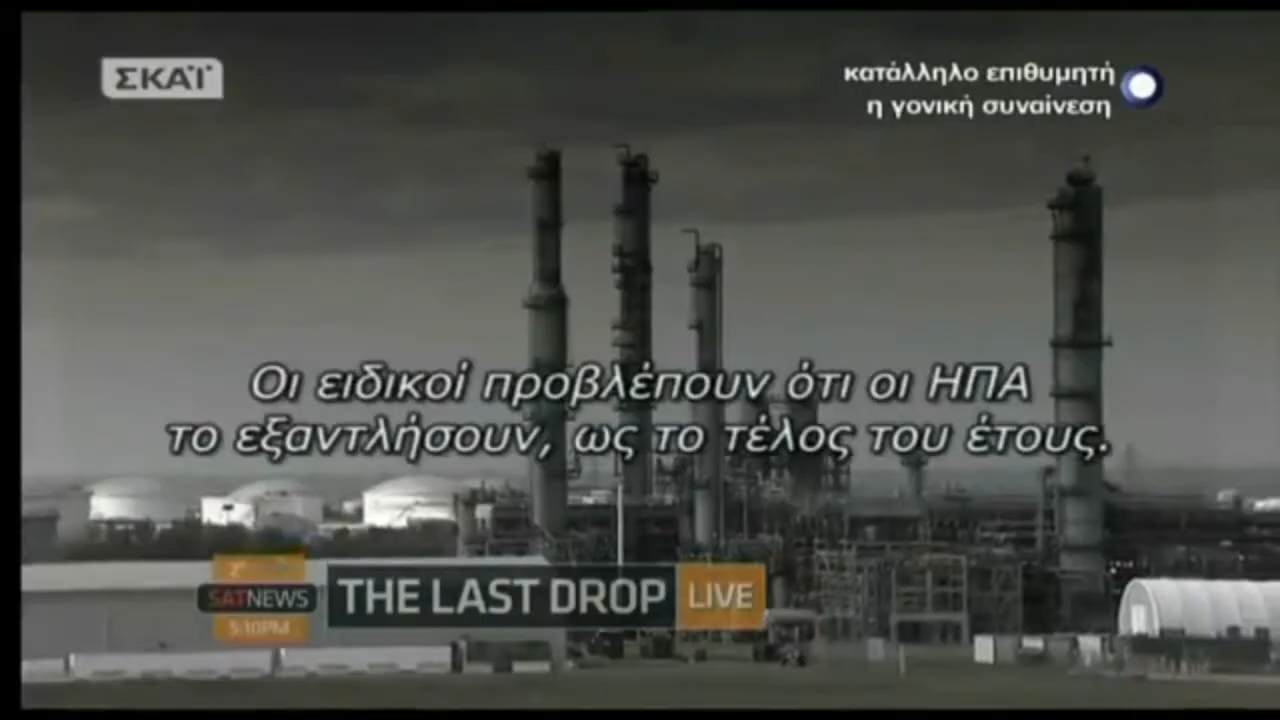 ΣΚΑΪ
κατάλληλο επιθυμητή
η γονική συναίνεση
Οι ειδικοί προβλέπουν ότι οι ΗΠΑ
το εξαντλήσουν, ως το τέλος του έτους.
SATNEWS
THE LAST DROP
LIVE
5:10PM